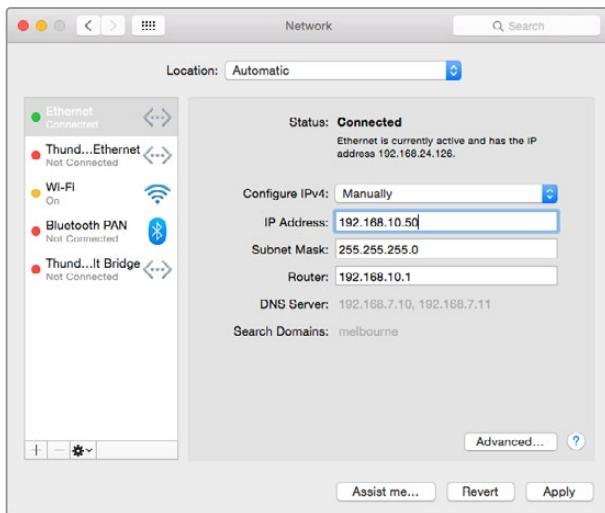 Network
Search
Location: Automatic
Ethernet
Connected
Thund...Ethernet
Not Connected
Wi-Fi
On
Bluetooth PAN
Not Connected
Thund...lt Bridge
Not Connected
Status: Connected
Ethernet is currently active and has the IP
address 192.168.24.126.
Configure IPv4: Manually
IP Address: 192.168.10.50
Subnet Mask: 255.255.255.0
Router: 192.168.10.1
DNS Server: 192.168.7.10, 192.168.7.11
Search Domains: melbourne
Advanced... ?
Assist me... Revert Apply